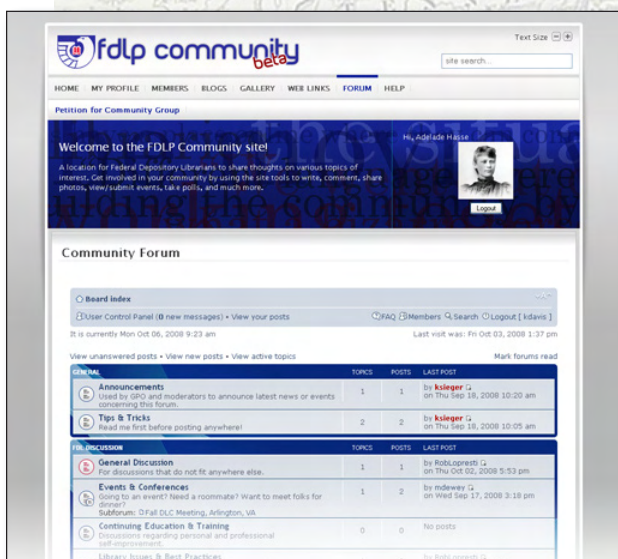 fdlp community
beta
Text Size
site search...
HOME MY PROFILE MEMBERS BLOGS GALLERY WEB LINKS FORUM HELP
Petition for Community Group
Welcome to the FDLP Community site!
A location for Federal Depository Librarians to share thoughts on various topics of
interest. Get involved in your community by using the site tools to write, comment, share
photos, view/submit events, take polls, and much more.
Hi, Adelade Hasse
Logout
Community Forum
Board index
User Control Panel (0 new messages) • View your posts
FAQ Members Search Logout [ kdavis ]
It is currently Mon Oct 06, 2008 9:23 am
Last visit was: Fri Oct 03, 2008 1:37 pm
View unanswered posts • View new posts • View active topics
Mark forums read
GENERAL TOPICS POSTS LAST POST
Announcements
Used by GPO and moderators to announce latest news or events
concerning this forum.
1 1 by ksieger
on Thu Sep 18, 2008 10:20 am
Tips & Tricks
Read me first before posting anywhere!
2 2 by ksieger
on Thu Sep 18, 2008 10:05 am
DISCUSSION TOPICS POSTS LAST POST
General Discussion
For discussions that do not fit anywhere else.
1 1 by RobLopresti
on Thu Oct 02, 2008 5:53 pm
Events & Conferences
Going to an event? Need a roommate? Want to meet folks for
dinner?
Subforum: Fall DLC Meeting, Arlington, VA
1 2 by mdewey
on Wed Sep 17, 2008 3:18 pm
Continuing Education & Training
Discussions regarding personal and professional
self-improvement.
0 0 No posts
Library Issues & Best Practices
by RobLopresti